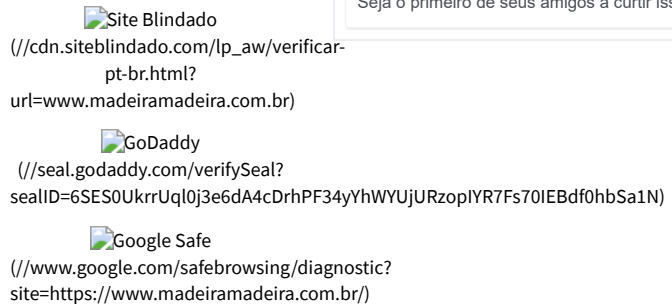 Seja o primeiro de seus amigos a curtir
Site Blindado
(//cdn.siteblindado.com/lp_aw/verificar-
pt-br.html?
url=www.madeiramadeira.com.br)
GoDaddy
(//seal.godaddy.com/verifySeal?
sealID=6SES0UkrrUql0j3e6dA4cDrhPF34yYhWYUjURzopIYR7Fs70IEBdf0hbSa1N)
Google Safe
(//www.google.com/safebrowsing/diagnostic?
site=https://www.madeiramadeira.com.br/)